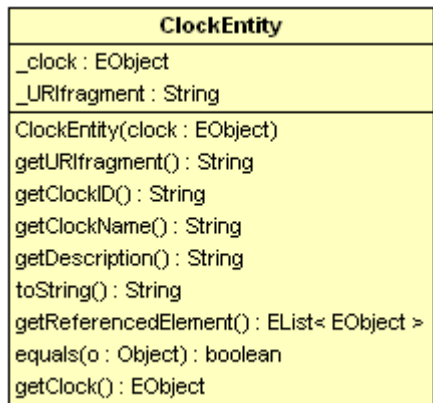 ClockEntity
_clock : EObject
_URIfragment : String
ClockEntity(clock : EObject)
getURIfragment() : String
getClockID() : String
getClockName() : String
getDescription() : String
toString() : String
getReferencedElement() : EList< EObject >
equals(o : Object) : boolean
getClock() : EObject